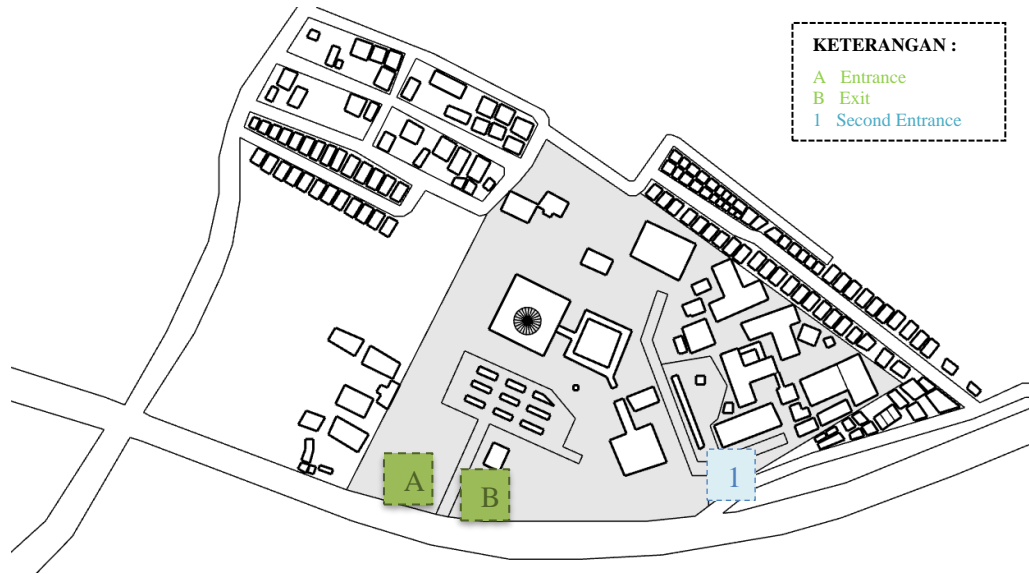 KETERANGAN :
A Entrance
B Exit
1 Second Entrance
A
B
1